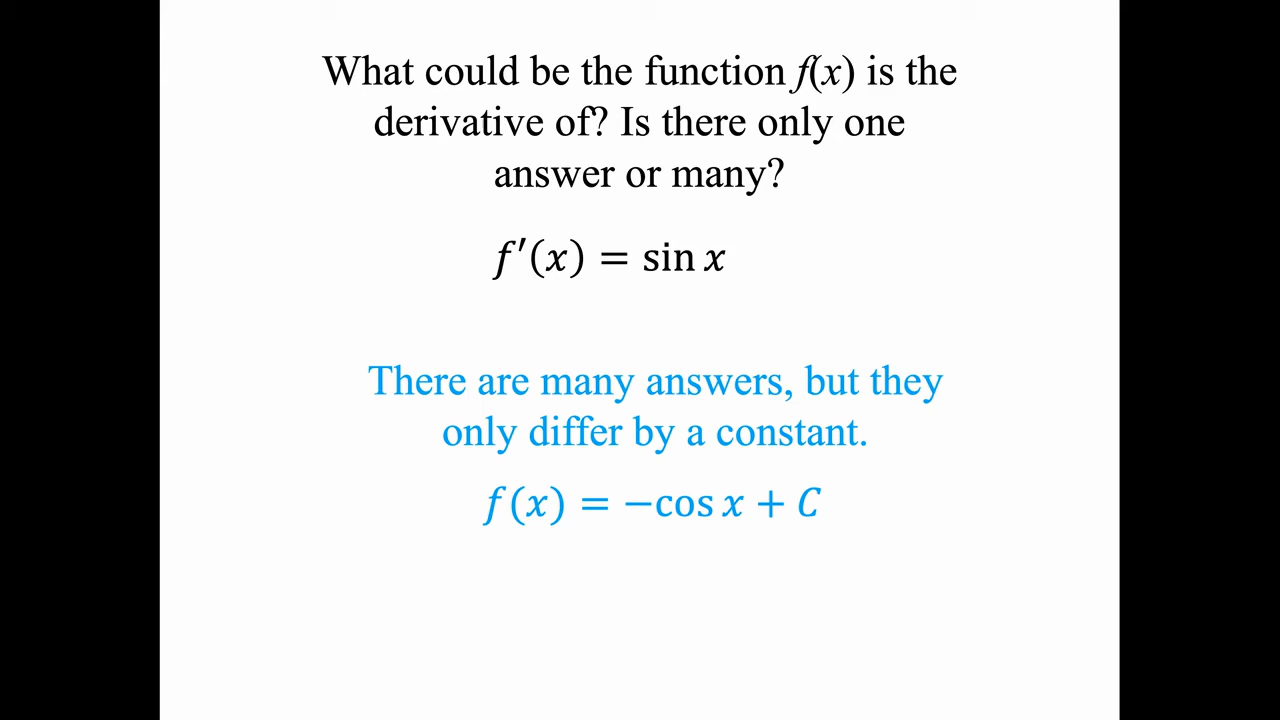 What could be the function f(x) is the
derivative of? Is there only one
answer or many?
f′(x) = sin x
There are many answers, but they
only differ by a constant.
f(x) = −cos x + C